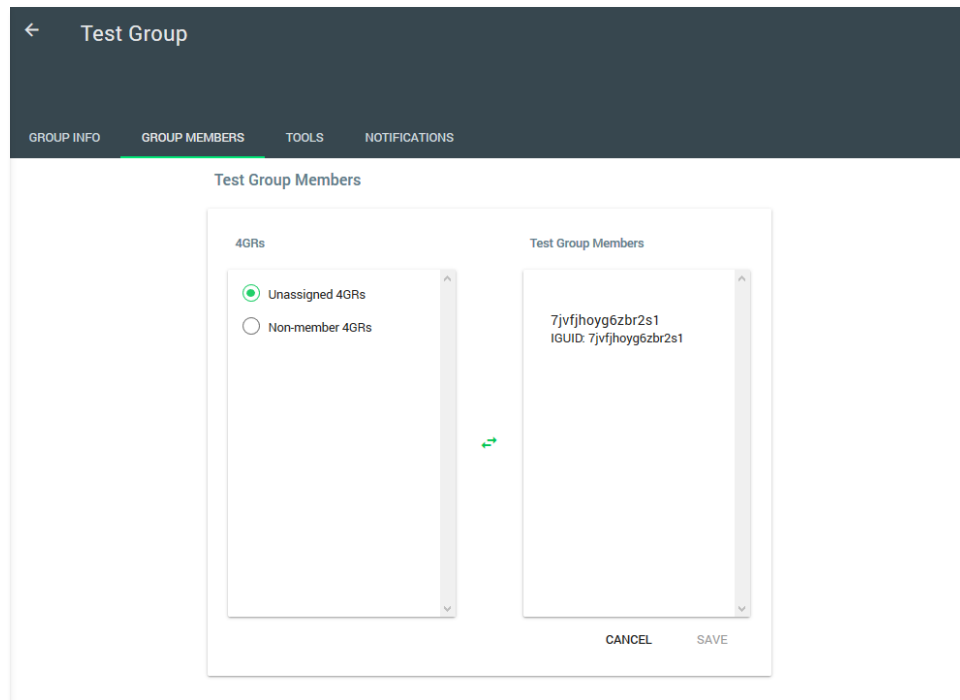 Test Group
GROUP INFO GROUP MEMBERS TOOLS NOTIFICATIONS
Test Group Members
4GRs
Unassigned 4GRs
Non-member 4GRs
Test Group Members
7jvfjhoyg6zbr2s1
IGUID: 7jvfjhoyg6zbr2s1
CANCEL SAVE